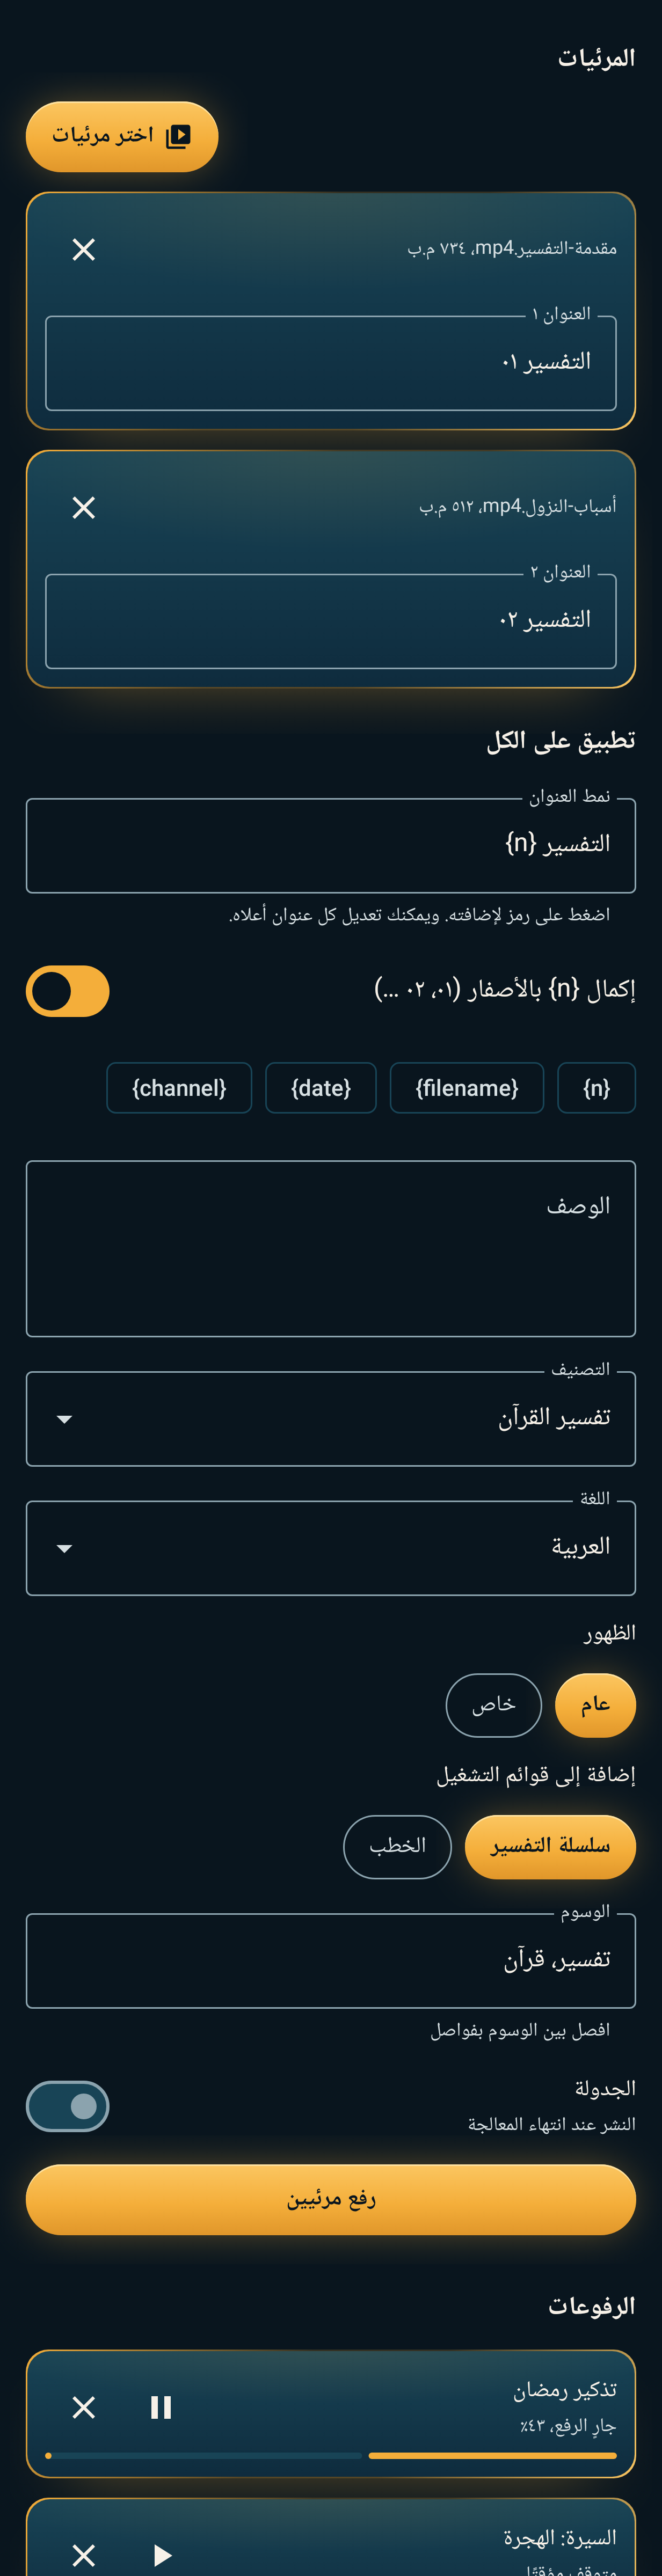 المرئيات
اختر مرئيات
مقدمة-التفسير.mp4، ٧٣٤ م.ب
العنوان ١
التفسير ٠١
أسباب-النزول.mp4، ٥١٢ م.ب
العنوان ٢
التفسير ٠٢
تطبيق على الكل
نمط العنوان
التفسير {n}
اضغط على رمز لإضافته. ويمكنك تعديل كل عنوان أعلاه.
إكمال {n} بالأصفار (٠١، ٠٢ ...)
{n} {filename} {date} {channel}
الوصف
التصنيف
تفسير القرآن
اللغة
العربية
الظهور
عام خاص
إضافة إلى قوائم التشغيل
سلسلة التفسير الخطب
الوسوم
تفسير، قرآن
افصل بين الوسوم بفواصل
الجدولة
النشر عند انتهاء المعالجة
رفع مرئيين
الرفوعات
تذكير رمضان
جارٍ الرفع، ٤٣٪
السيرة: الهجرة
متوقف مؤقتًا